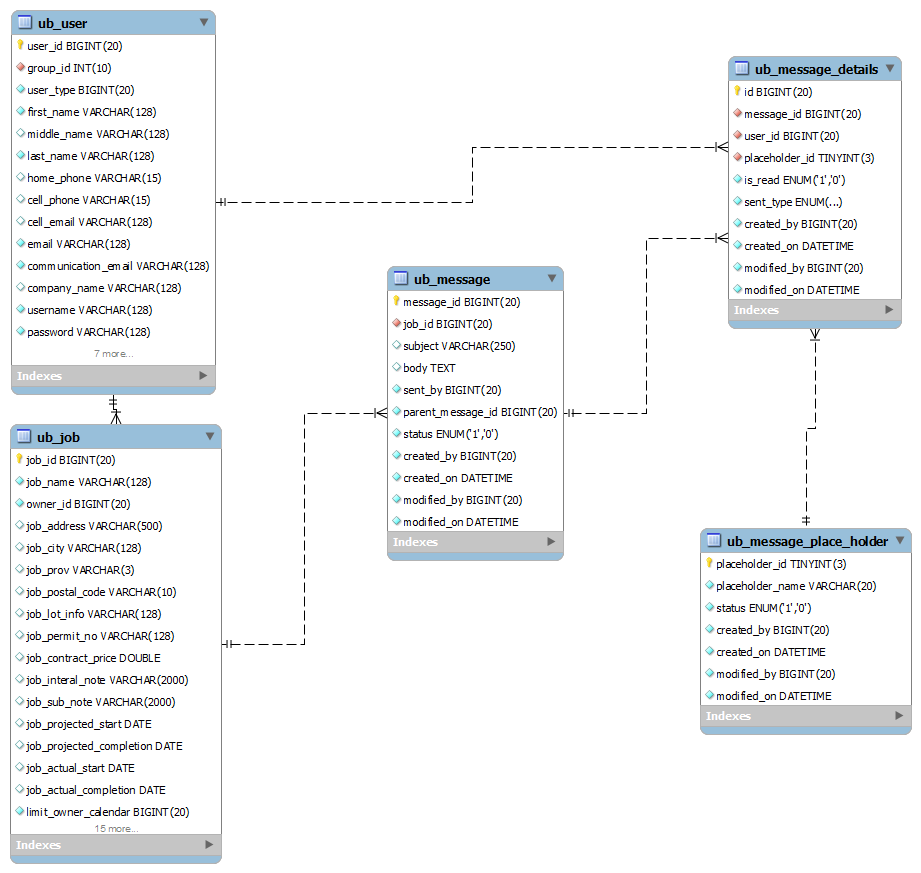 ub_user
user_id BIGINT(20)
group_id INT(10)
user_type BIGINT(20)
first_name VARCHAR(128)
middle_name VARCHAR(128)
last_name VARCHAR(128)
home_phone VARCHAR(15)
cell_phone VARCHAR(15)
cell_email VARCHAR(128)
email VARCHAR(128)
communication_email VARCHAR(128)
company_name VARCHAR(128)
username VARCHAR(128)
password VARCHAR(128)
7 more...
Indexes
ub_job
job_id BIGINT(20)
job_name VARCHAR(128)
owner_id BIGINT(20)
job_address VARCHAR(500)
job_city VARCHAR(128)
job_prov VARCHAR(3)
job_postal_code VARCHAR(10)
job_lot_info VARCHAR(128)
job_permit_no VARCHAR(128)
job_contract_price DOUBLE
job_interal_note VARCHAR(2000)
job_sub_note VARCHAR(2000)
job_projected_start DATE
job_projected_completion DATE
job_actual_start DATE
job_actual_completion DATE
limit_owner_calendar BIGINT(20)
15 more...
Indexes
ub_message
message_id BIGINT(20)
job_id BIGINT(20)
subject VARCHAR(250)
body TEXT
sent_by BIGINT(20)
parent_message_id BIGINT(20)
status ENUM('1','0')
created_by BIGINT(20)
created_on DATETIME
modified_by BIGINT(20)
modified_on DATETIME
Indexes
ub_message_details
id BIGINT(20)
message_id BIGINT(20)
user_id BIGINT(20)
placeholder_id TINYINT(3)
is_read ENUM('1','0')
sent_type ENUM(...)
created_by BIGINT(20)
created_on DATETIME
modified_by BIGINT(20)
modified_on DATETIME
Indexes
ub_message_place_holder
placeholder_id TINYINT(3)
placeholder_name VARCHAR(20)
status ENUM('1','0')
created_by BIGINT(20)
created_on DATETIME
modified_by BIGINT(20)
modified_on DATETIME
Indexes